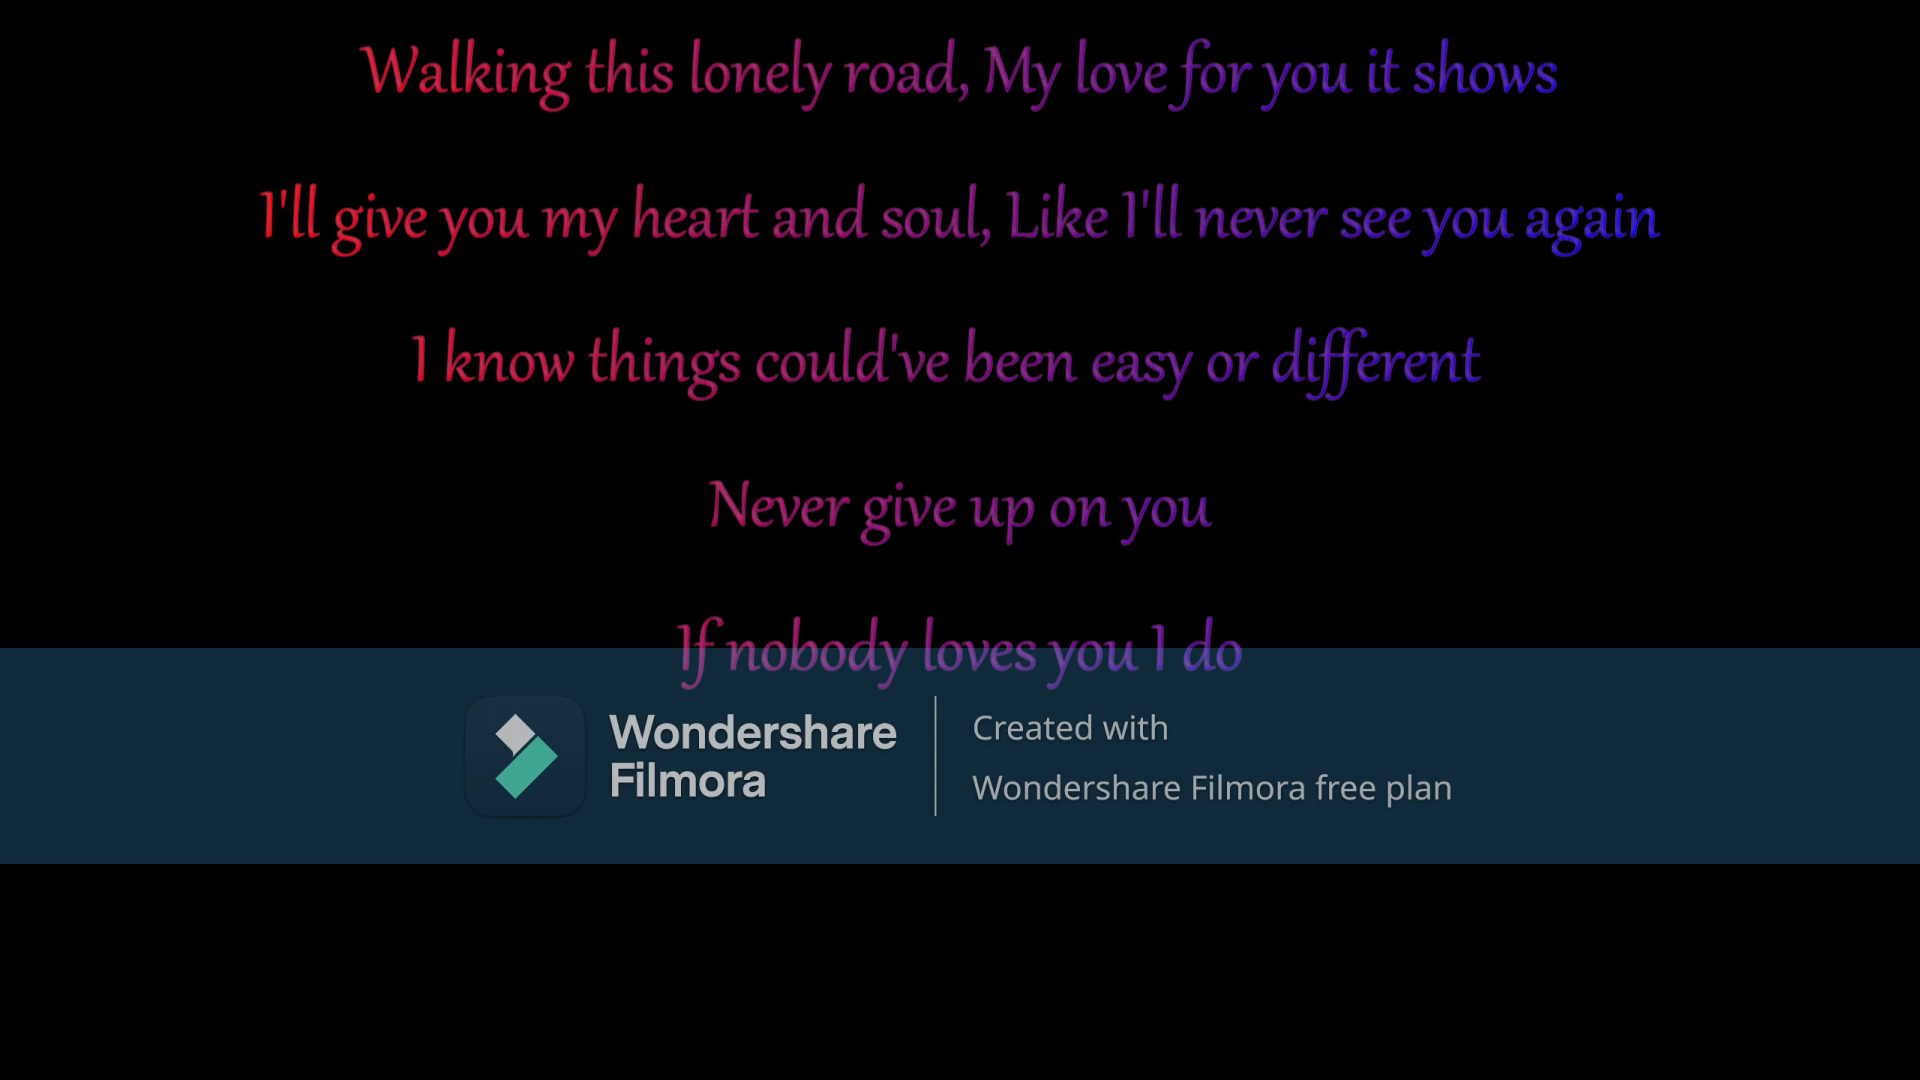 Walking this lonely road, My love for you it shows
I'll give you my heart and soul, Like I'll never see you again
I know things could've been easy or different
Never give up on you
If nobody loves you I do
Wondershare
Filmora
Created with
Wondershare Filmora free plan